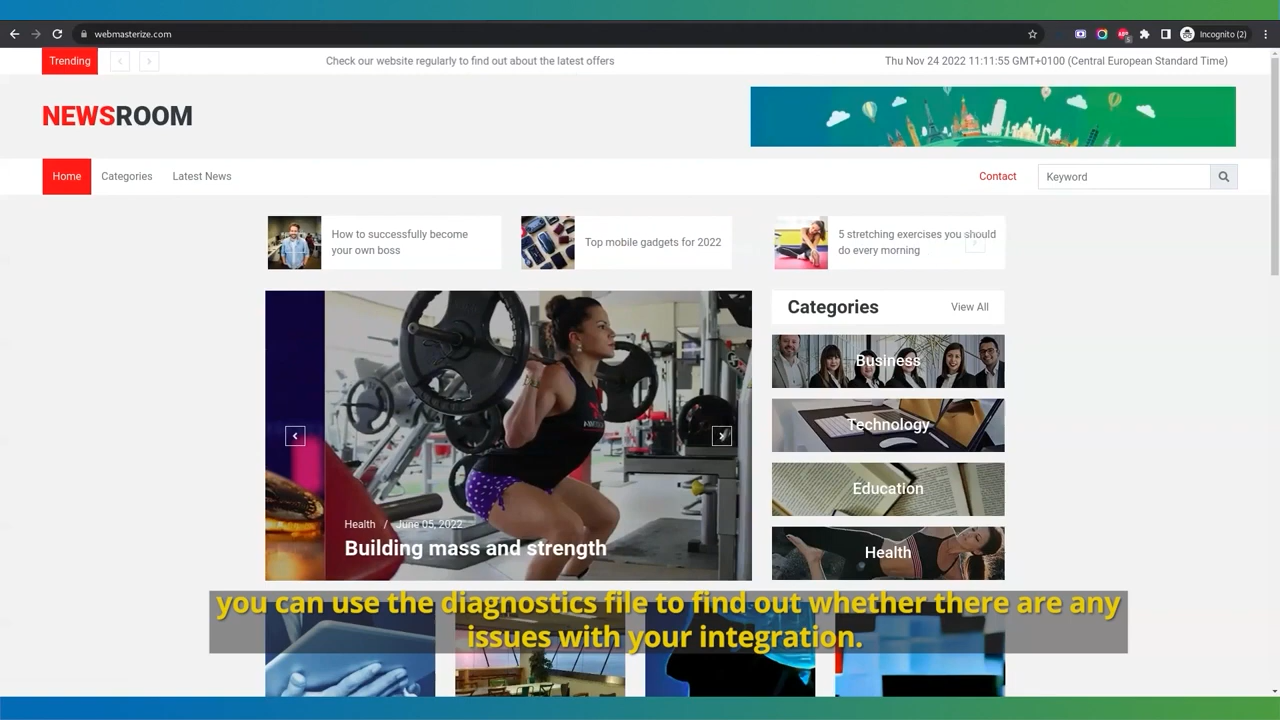 webmasterize.com
Incognito (2)
Trending
Check our website regularly to find out about the latest offers
Thu Nov 24 2022 11:11:55 GMT+0100 (Central European Standard Time)
NEWSROOM
Home
Categories
Latest News
Contact
Keyword
How to successfully become
your own boss
Top mobile gadgets for 2022
5 stretching exercises you should
do every morning
Categories
View All
Business
Technology
Education
Health
Health / June 05, 2022
Building mass and strength
you can use the diagnostics file to find out whether there are any
issues with your integration.